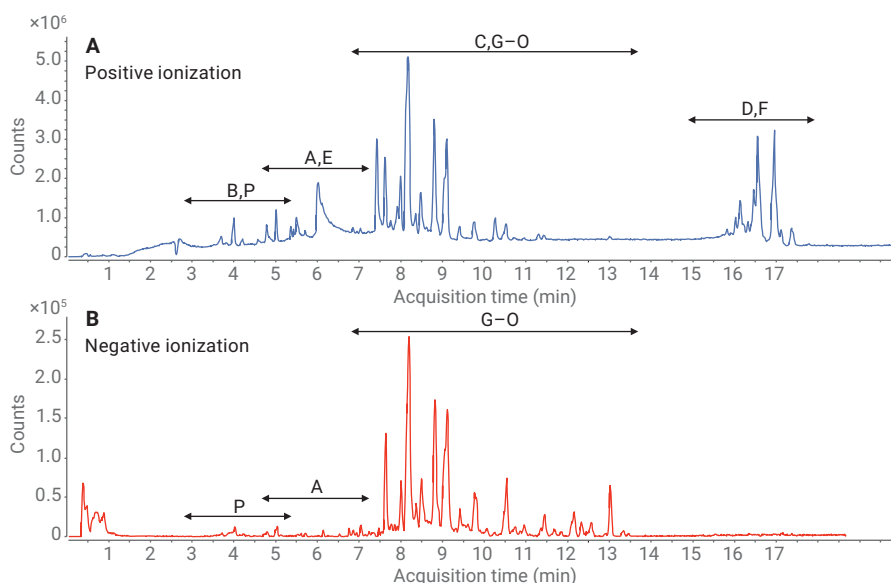 ×10⁶
A
Positive ionization
C,G–O
D,F
A,E
B,P
5.0
4.0
3.0
2.0
1.0
0
Counts
1 2 3 4 5 6 7 8 9 10 11 12 13 14 15 16 17
Acquisition time (min)
×10⁵
B
Negative ionization
G–O
A
P
2.5
2.0
1.5
1.0
0.5
0
Counts
1 2 3 4 5 6 7 8 9 10 11 12 13 14 15 16 17
Acquisition time (min)